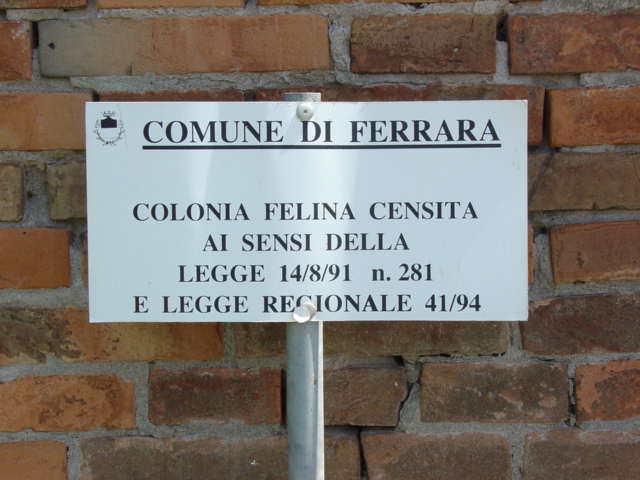 COMUNE DI FERRARA
COLONIA FELINA CENSITA
AI SENSI DELLA
LEGGE 14/8/91 n. 281
E LEGGE REGIONALE 41/94